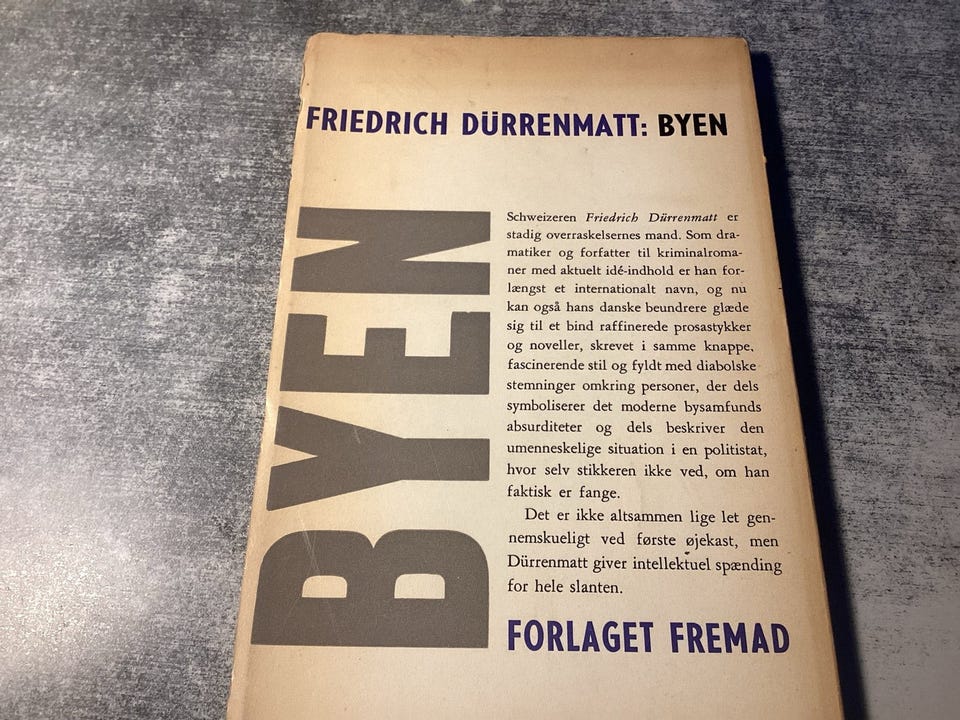 FRIEDRICH DÜRRENMATT: BYEN
BYEN
Schweizeren Friedrich Dürrenmatt er
stadig overraskelsernes mand. Som dra-
matiker og forfatter til kriminalroma-
ner med aktuelt idé-indhold er han for-
længst et internationalt navn, og nu
kan også hans danske beundrere glæde
sig til et bind raffinerede prosastykker
og noveller, skrevet i samme knappe,
fascinerende stil og fyldt med diabolske
stemninger omkring personer, der dels
symboliserer det moderne bysamfunds
absurditeter og dels beskriver den
umenneskelige situation i en politistat,
hvor selv stikkeren ikke ved, om han
faktisk er fange.
Det er ikke altsammen lige let gen-
nemskueligt ved første øjekast, men
Dürrenmatt giver intellektuel spænding
for hele slanten.
FORLAGET FREMAD